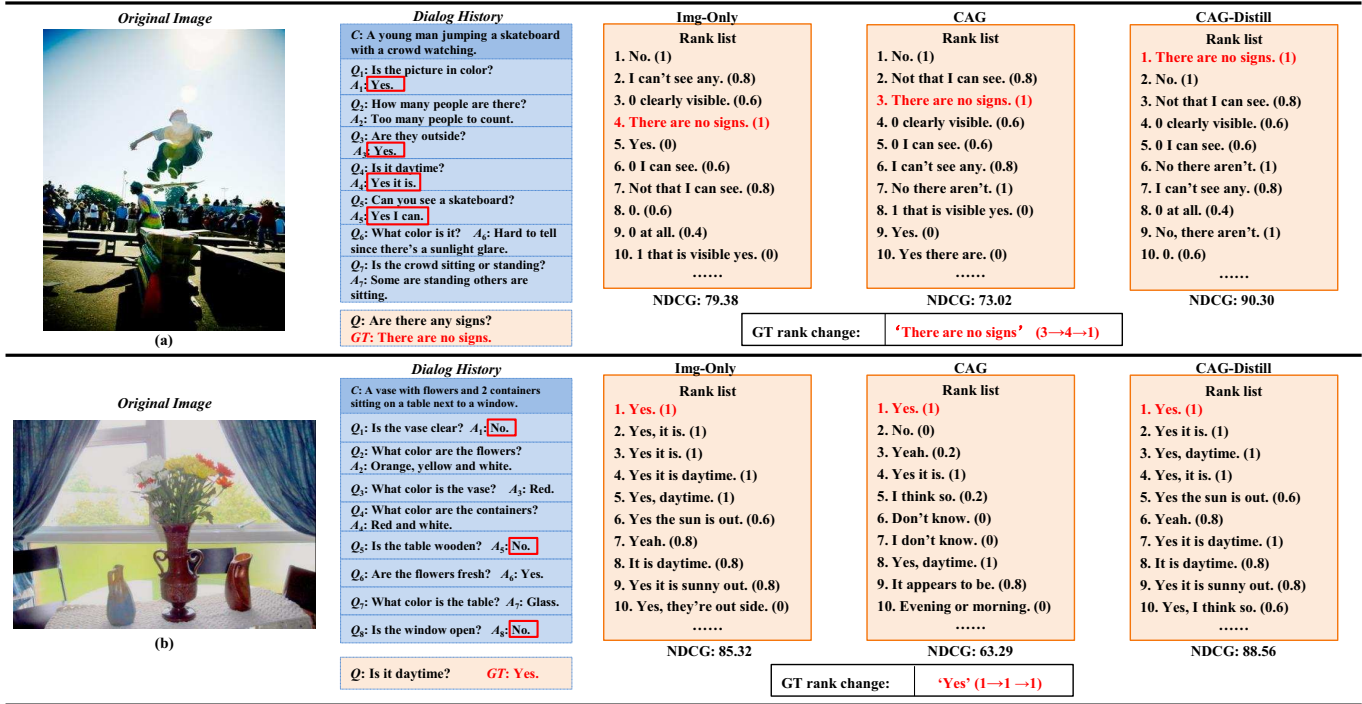 Original Image
Dialog History
C: A young man jumping a skateboard
with a crowd watching.
Q1: Is the picture in color?
A1: Yes.
Q2: How many people are there?
A2: Too many people to count.
Q3: Are they outside?
A3: Yes.
Q4: Is it daytime?
A4: Yes it is.
Q5: Can you see a skateboard?
A5: Yes I can.
Q6: What color is it? A6: Hard to tell
since there's a sunlight glare.
Q7: Is the crowd sitting or standing?
A7: Some are standing others are
sitting.
Q: Are there any signs?
GT: There are no signs.
(a)
Img-Only
Rank list
1. No. (1)
2. I can't see any. (0.8)
3. 0 clearly visible. (0.6)
4. There are no signs. (1)
5. Yes. (0)
6. 0 I can see. (0.6)
7. Not that I can see. (0.8)
8. 0. (0.6)
9. 0 at all. (0.4)
10. 1 that is visible yes. (0)
......
NDCG: 79.38
CAG
Rank list
1. No. (1)
2. Not that I can see. (0.8)
3. There are no signs. (1)
4. 0 clearly visible. (0.6)
5. 0 I can see. (0.6)
6. I can't see any. (0.8)
7. No there aren't. (1)
8. 1 that is visible yes. (0)
9. Yes. (0)
10. Yes there are. (0)
......
NDCG: 73.02
CAG-Distill
Rank list
1. There are no signs. (1)
2. No. (1)
3. Not that I can see. (0.8)
4. 0 clearly visible. (0.6)
5. 0 I can see. (0.6)
6. No there aren't. (1)
7. I can't see any. (0.8)
8. 0 at all. (0.4)
9. No, there aren't. (1)
10. 0. (0.6)
......
NDCG: 90.30
GT rank change: 'There are no signs' (3→4→1)
Original Image
Dialog History
C: A vase with flowers and 2 containers
sitting on a table next to a window.
Q1: Is the vase clear? A1: No.
Q2: What color are the flowers?
A2: Orange, yellow and white.
Q3: What color is the vase? A3: Red.
Q4: What color are the containers?
A4: Red and white.
Q5: Is the table wooden? A5: No.
Q6: Are the flowers fresh? A6: Yes.
Q7: What color is the table? A7: Glass.
Q8: Is the window open? A8: No.
Q: Is it daytime? GT: Yes.
(b)
Img-Only
Rank list
1. Yes. (1)
2. Yes, it is. (1)
3. Yes it is. (1)
4. Yes it is daytime. (1)
5. Yes, daytime. (1)
6. Yes the sun is out. (0.6)
7. Yeah. (0.8)
8. It is daytime. (0.8)
9. Yes it is sunny out. (0.8)
10. Yes, they're out side. (0)
......
NDCG: 85.32
CAG
Rank list
1. Yes. (1)
2. No. (0)
3. Yeah. (0.2)
4. Yes it is. (1)
5. I think so. (0.2)
6. Don't know. (0)
7. I don't know. (0)
8. Yes, daytime. (1)
9. It appears to be. (0.8)
10. Evening or morning. (0)
......
NDCG: 63.29
CAG-Distill
Rank list
1. Yes. (1)
2. Yes it is. (1)
3. Yes, daytime. (1)
4. Yes, it is. (1)
5. Yes the sun is out. (0.6)
6. Yeah. (0.8)
7. Yes it is daytime. (1)
8. It is daytime. (0.8)
9. Yes it is sunny out. (0.8)
10. Yes, I think so. (0.6)
......
NDCG: 88.56
GT rank change: 'Yes' (1→1 →1)